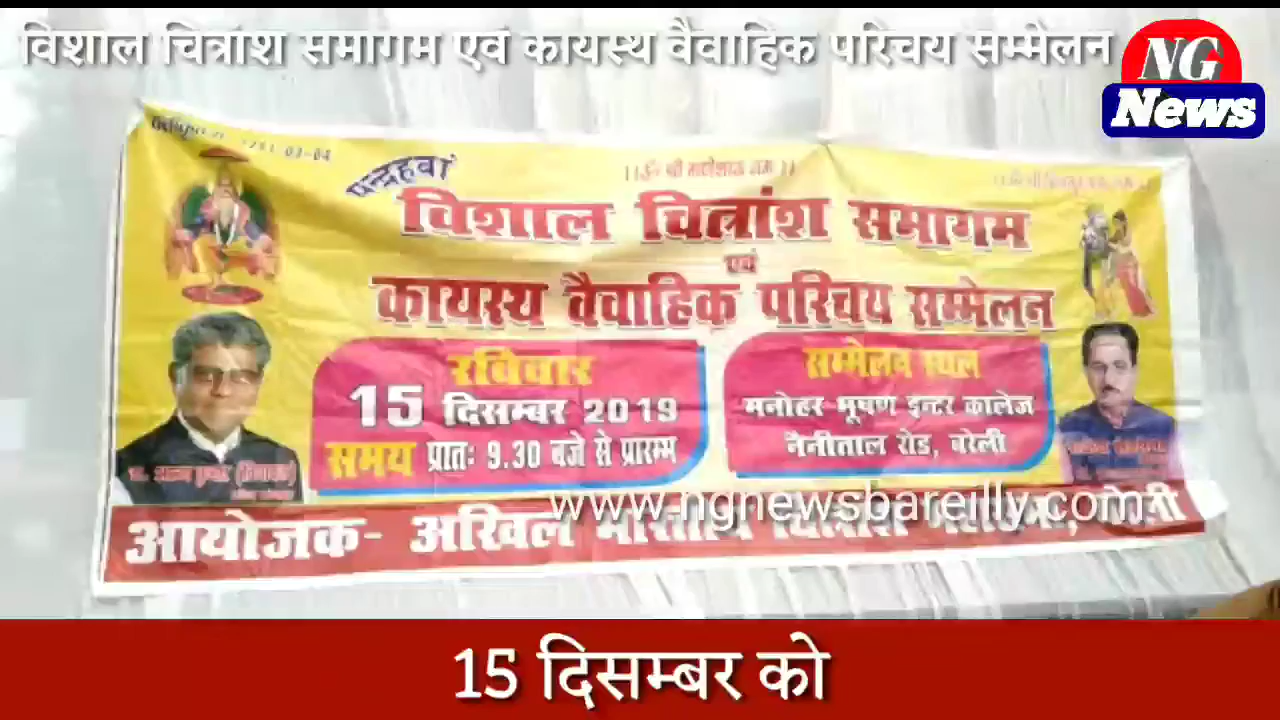 विशाल चित्रांश समागम एवं कायस्थ वैवाहिक परिचय सम्मेलन
NG
News
पन्द्रहवां
विशाल चित्रांश समागम
एवं
कायस्थ वैवाहिक परिचय सम्मेलन
रविवार
15 दिसम्बर 2019
समय प्रातः 9.30 बजे से प्रारम्भ
सम्मेलन स्थल
मनोहर भूषण इन्टर कालेज
नैनीताल रोड, बरेली
www.ngnewsbareilly.com
आयोजक- अखिल
15 दिसम्बर को